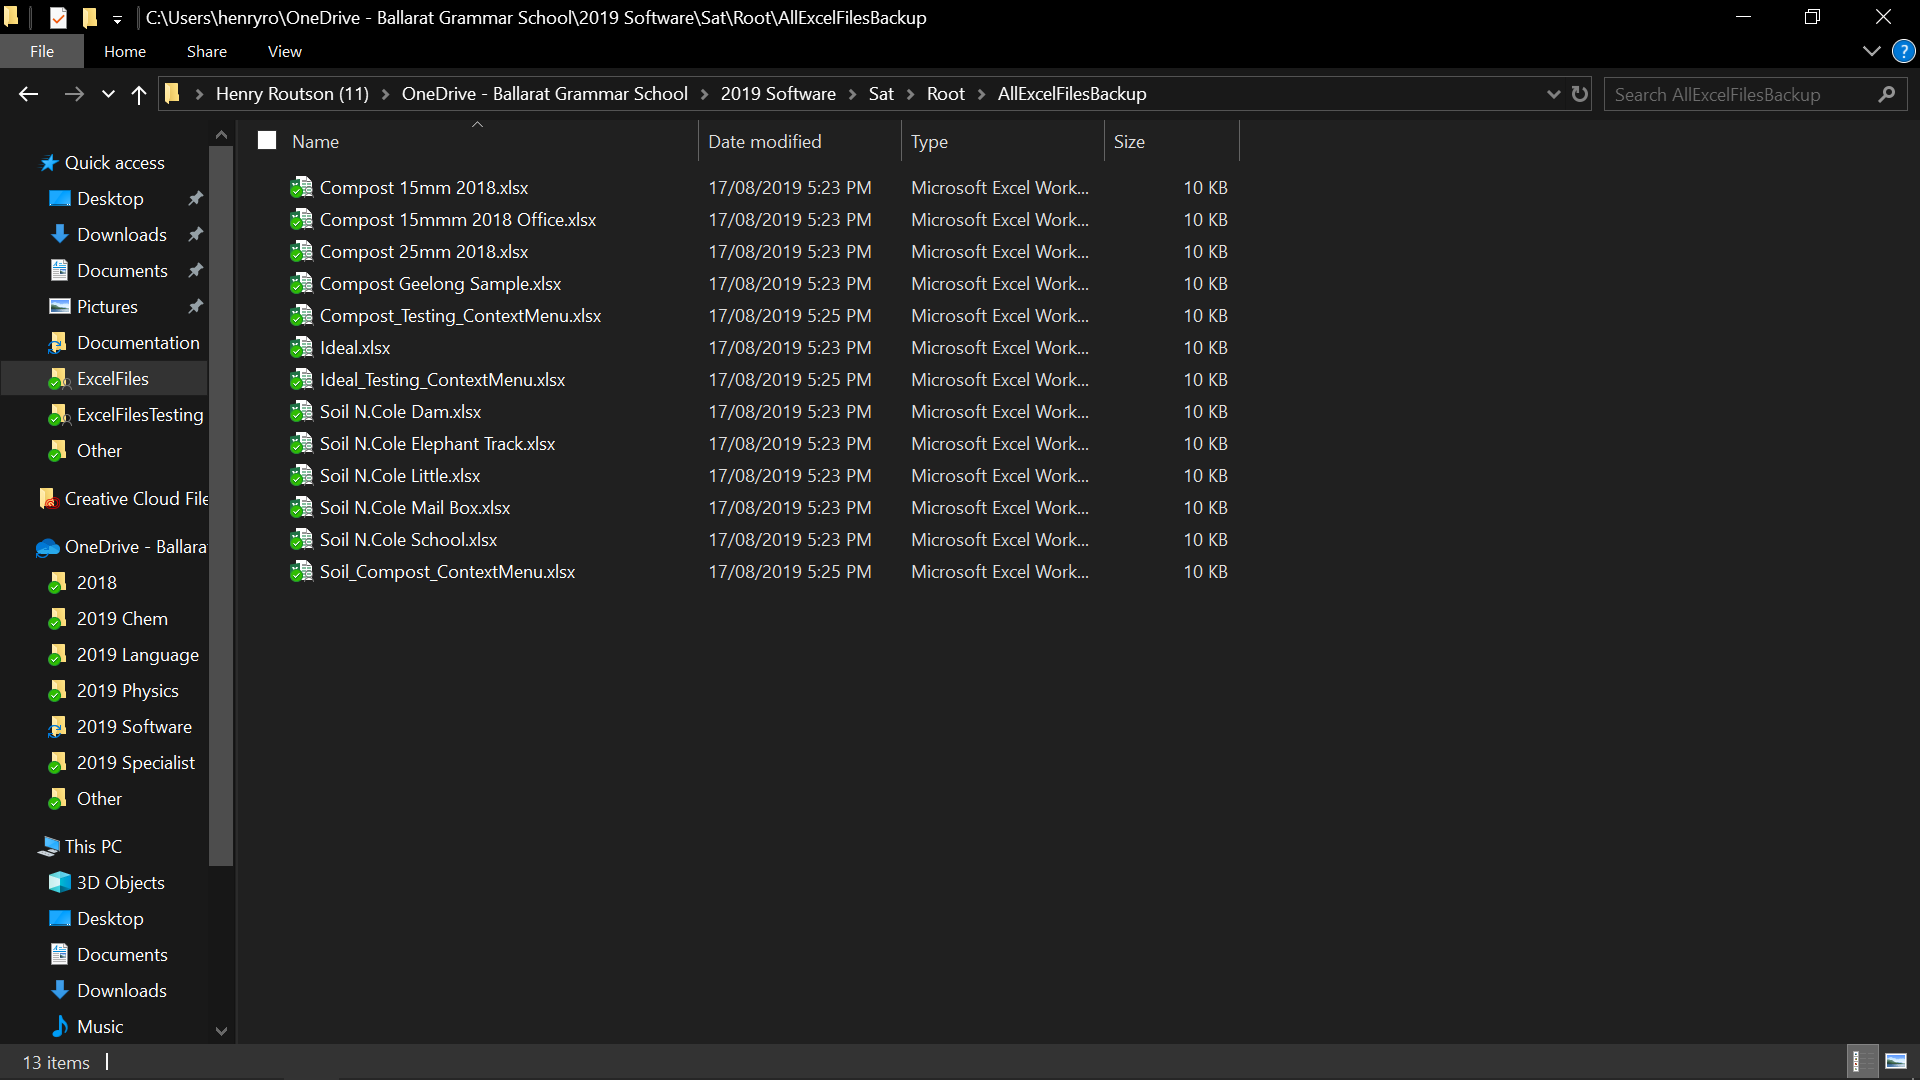 C:\Users\henryro\OneDrive - Ballarat Grammar School\2019 Software\Sat\Root\AllExcelFilesBackup
File Home Share View
?
Henry Routson (11) OneDrive - Ballarat Grammar School 2019 Software Sat Root AllExcelFilesBackup
Search AllExcelFilesBackup
Quick access
Desktop
Downloads
Documents
Pictures
Documentation
ExcelFiles
ExcelFilesTesting
Other
Creative Cloud File
OneDrive - Ballara
2018
2019 Chem
2019 Language
2019 Physics
2019 Software
2019 Specialist
Other
This PC
3D Objects
Desktop
Documents
Downloads
Music
Name Date modified Type Size
Compost 15mm 2018.xlsx 17/08/2019 5:23 PM Microsoft Excel Work... 10 KB
Compost 15mmm 2018 Office.xlsx 17/08/2019 5:23 PM Microsoft Excel Work... 10 KB
Compost 25mm 2018.xlsx 17/08/2019 5:23 PM Microsoft Excel Work... 10 KB
Compost Geelong Sample.xlsx 17/08/2019 5:23 PM Microsoft Excel Work... 10 KB
Compost_Testing_ContextMenu.xlsx 17/08/2019 5:25 PM Microsoft Excel Work... 10 KB
Ideal.xlsx 17/08/2019 5:23 PM Microsoft Excel Work... 10 KB
Ideal_Testing_ContextMenu.xlsx 17/08/2019 5:25 PM Microsoft Excel Work... 10 KB
Soil N.Cole Dam.xlsx 17/08/2019 5:23 PM Microsoft Excel Work... 10 KB
Soil N.Cole Elephant Track.xlsx 17/08/2019 5:23 PM Microsoft Excel Work... 10 KB
Soil N.Cole Little.xlsx 17/08/2019 5:23 PM Microsoft Excel Work... 10 KB
Soil N.Cole Mail Box.xlsx 17/08/2019 5:23 PM Microsoft Excel Work... 10 KB
Soil N.Cole School.xlsx 17/08/2019 5:23 PM Microsoft Excel Work... 10 KB
Soil_Compost_ContextMenu.xlsx 17/08/2019 5:25 PM Microsoft Excel Work... 10 KB
13 items